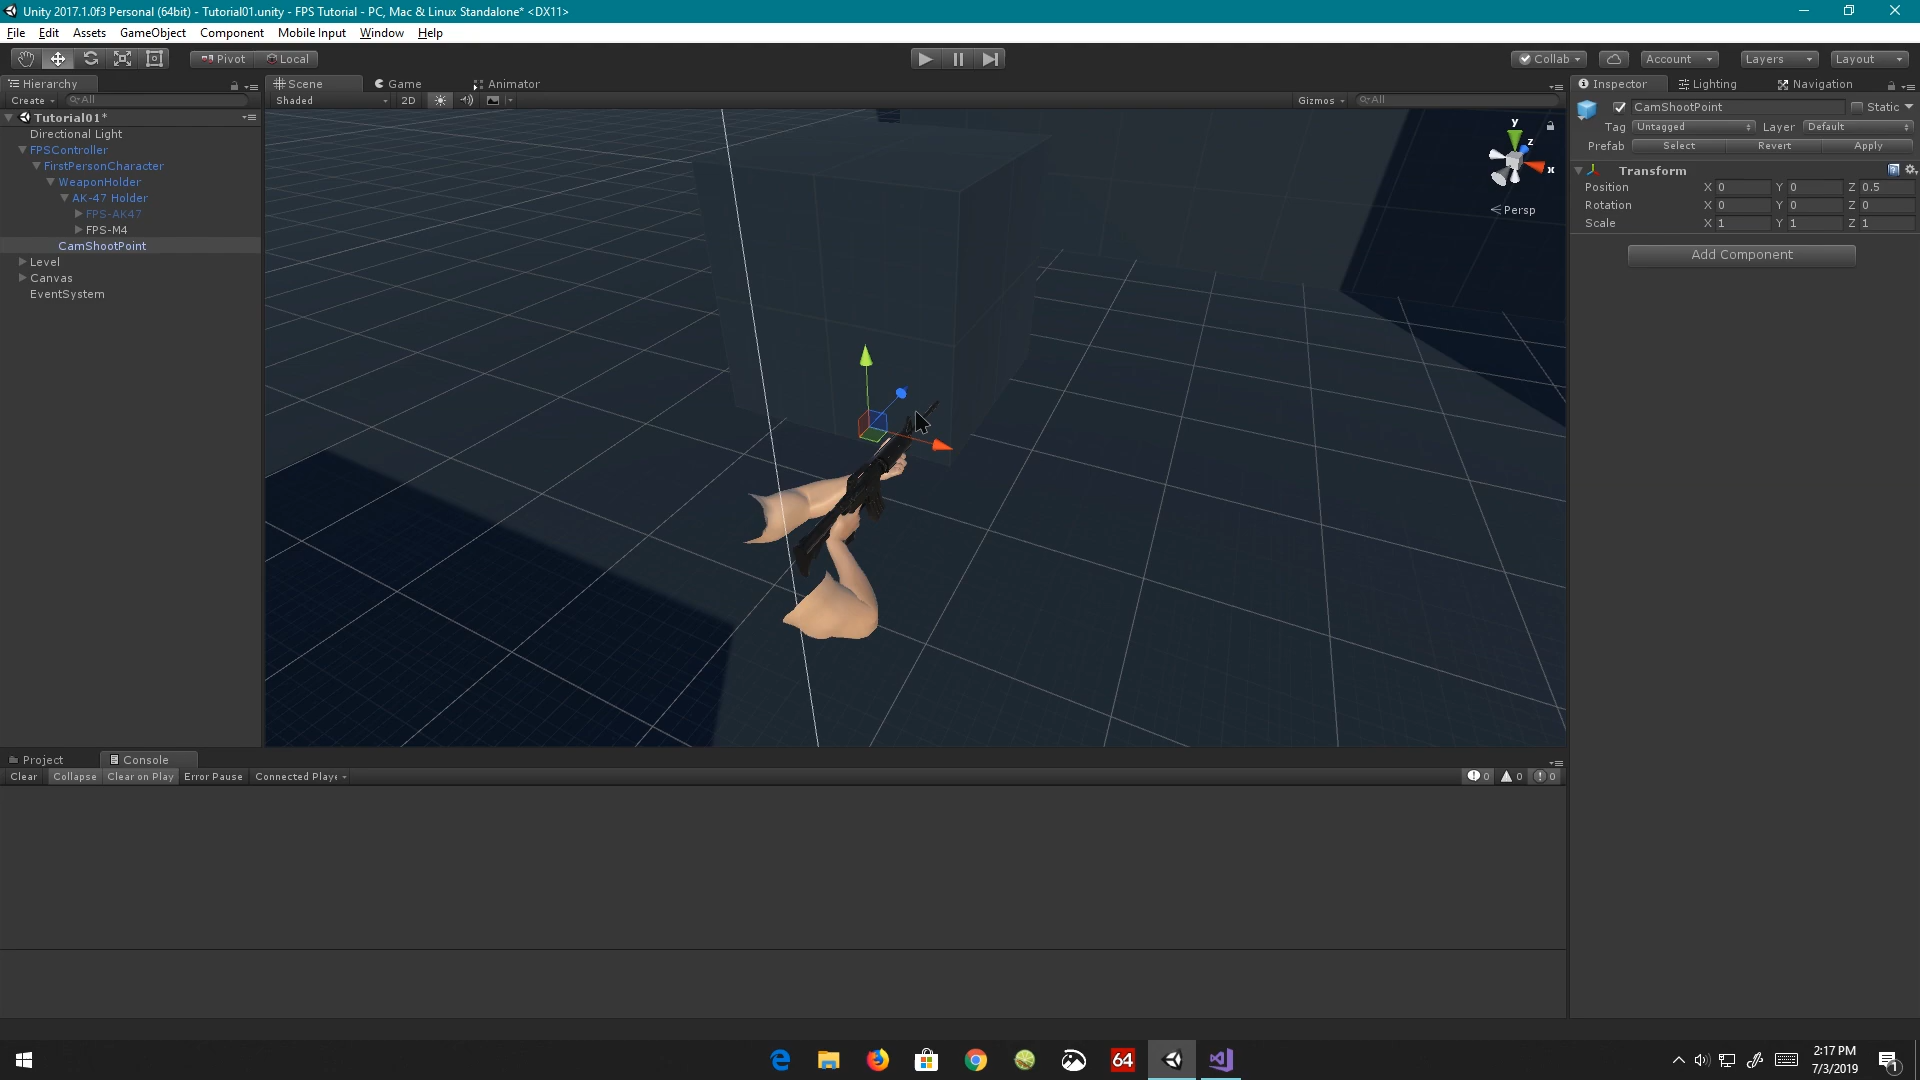 Unity 2017.1.0f3 Personal (64bit) - Tutorial01.unity - FPS Tutorial - PC, Mac & Linux Standalone* <DX11>
File Edit Assets GameObject Component Mobile Input Window Help
Pivot Local Collab Account Layers Layout
Hierarchy Scene Game Animator Inspector Lighting Navigation
Create All Shaded 2D Gizmos All
CamShootPoint Static
Tag Untagged Layer Default
Prefab Select Revert Apply
Transform
Position X 0 Y 0 Z 0.5
Rotation X 0 Y 0 Z 0
Scale X 1 Y 1 Z 1
Add Component
Tutorial01*
Directional Light
FPSController
FirstPersonCharacter
WeaponHolder
AK-47 Holder
FPS-AK47
FPS-M4
CamShootPoint
Level
Canvas
EventSystem
y
z
x
Persp
Project Console
Clear Collapse Clear on Play Error Pause Connected Playe 0 0 0
64
2:17 PM
7/3/2019
1